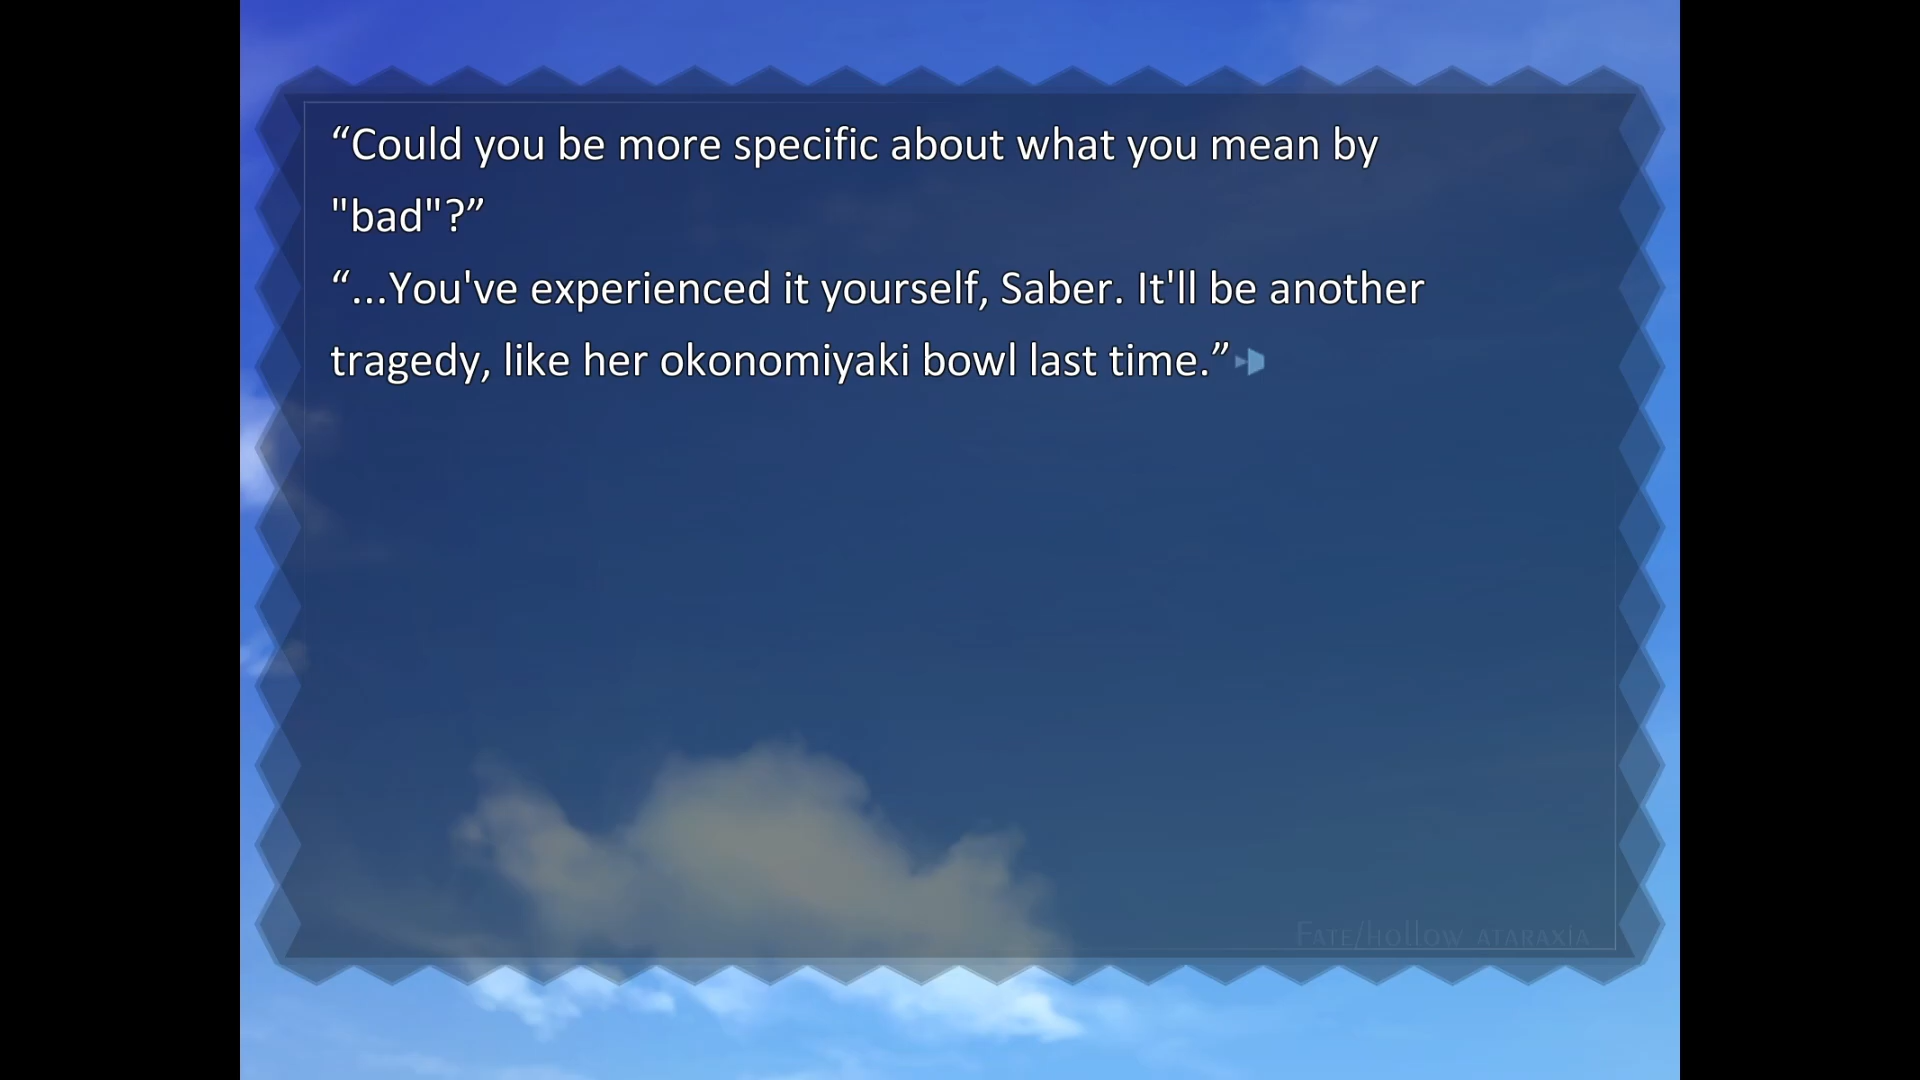 “Could you be more specific about what you mean by
"bad"?”
“...You've experienced it yourself, Saber. It'll be another
tragedy, like her okonomiyaki bowl last time.”
Fate/hollow ataraxia